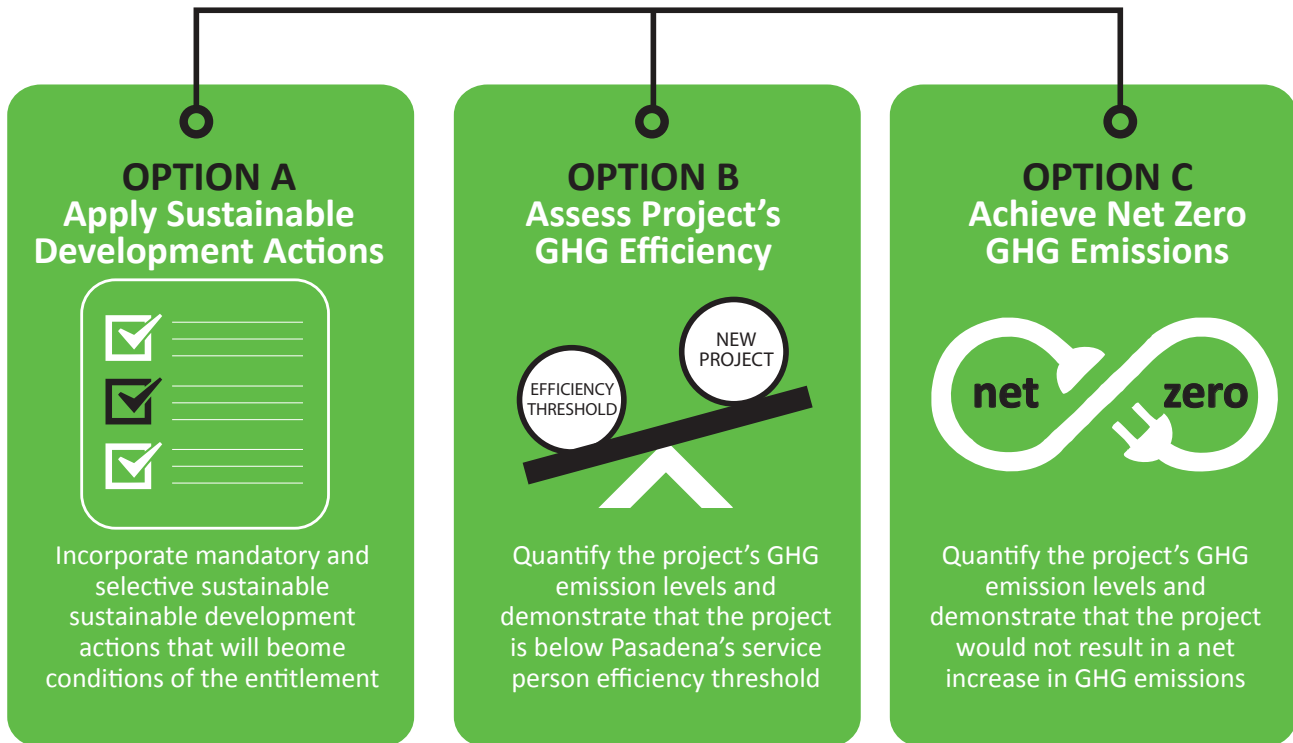 OPTION A
Apply Sustainable
Development Actions
Incorporate mandatory and
selective sustainable
sustainable development
actions that will beome
conditions of the entitlement
OPTION B
Assess Project’s
GHG Efficiency
NEW
PROJECT
EFFICIENCY
THRESHOLD
Quantify the project’s GHG
emission levels and
demonstrate that the project
is below Pasadena’s service
person efficiency threshold
OPTION C
Achieve Net Zero
GHG Emissions
net zero
Quantify the project’s GHG
emission levels and
demonstrate that the project
would not result in a net
increase in GHG emissions